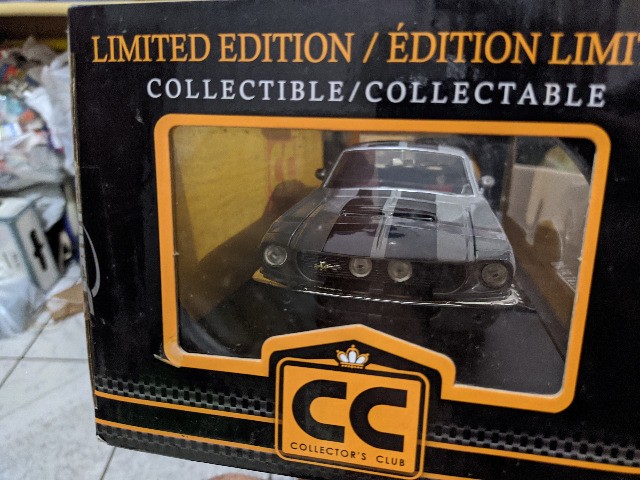 LIMITED EDITION / ÉDITION LIMI
COLLECTIBLE/COLLECTABLE
CC
COLLECTOR'S CLUB